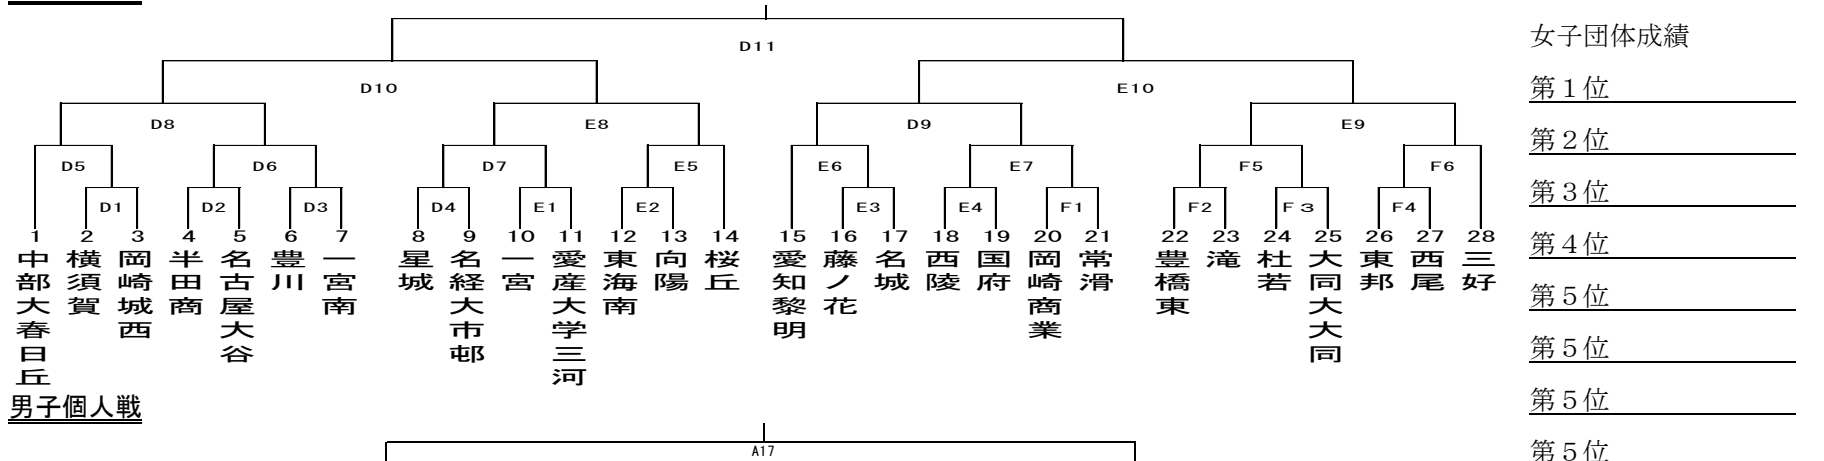 D11
D10
E10
D8
E8
D9
E9
D5
D6
D7
E5
E6
E7
F5
F6
D1
D2
D3
D4
E1
E2
E3
E4
F1
F2
F3
F4
1 中部大春日丘
2 横須賀
3 岡崎城西
4 半田商
5 名古屋大谷
6 豊川
7 一宮南
8 星城
9 名経大市邨
10 一宮
11 愛産大学三河
12 東海南
13 向陽
14 桜丘
15 愛知黎明
16 藤ノ花
17 名城
18 西陵
19 国府
20 岡崎商業
21 常滑
22 豊橋東
23 滝
24 杜若
25 大同大大同
26 東邦
27 西尾
28 三好
女子団体成績
第１位
第２位
第３位
第４位
第５位
第５位
第５位
第５位
男子個人戦
A17